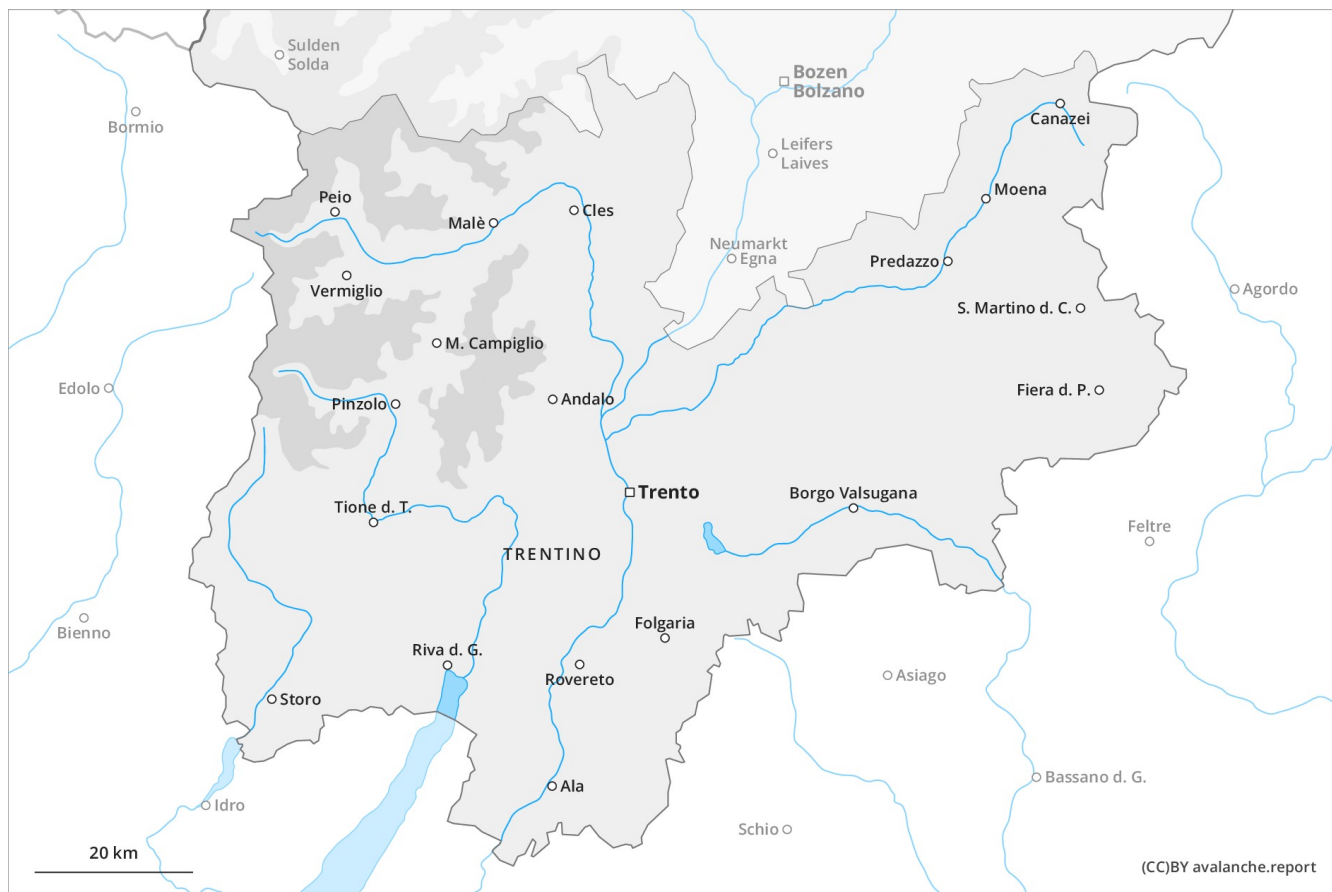 Sulden
Solda
Bozen
Bolzano
Bormio
Canazei
Leifers
Laives
Peio
Moena
Malè
Cles
Neumarkt
Egna
Predazzo
Vermiglio
Agordo
S. Martino d. C.
M. Campiglio
Edolo
Fiera d. P.
Pinzolo
Andalo
Trento
Borgo Valsugana
Tione d. T.
Feltre
TRENTINO
Bienno
Folgaria
Riva d. G.
Rovereto
Asiago
Storo
Bassano d. G.
Ala
Idro
Schio
20 km
(CC)BY avalanche.report